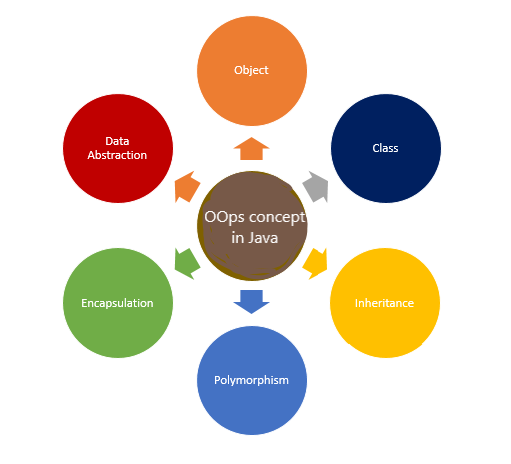 Object
Data
Abstraction
Class
OOps concept
in Java
Encapsulation
Inheritance
Polymorphism